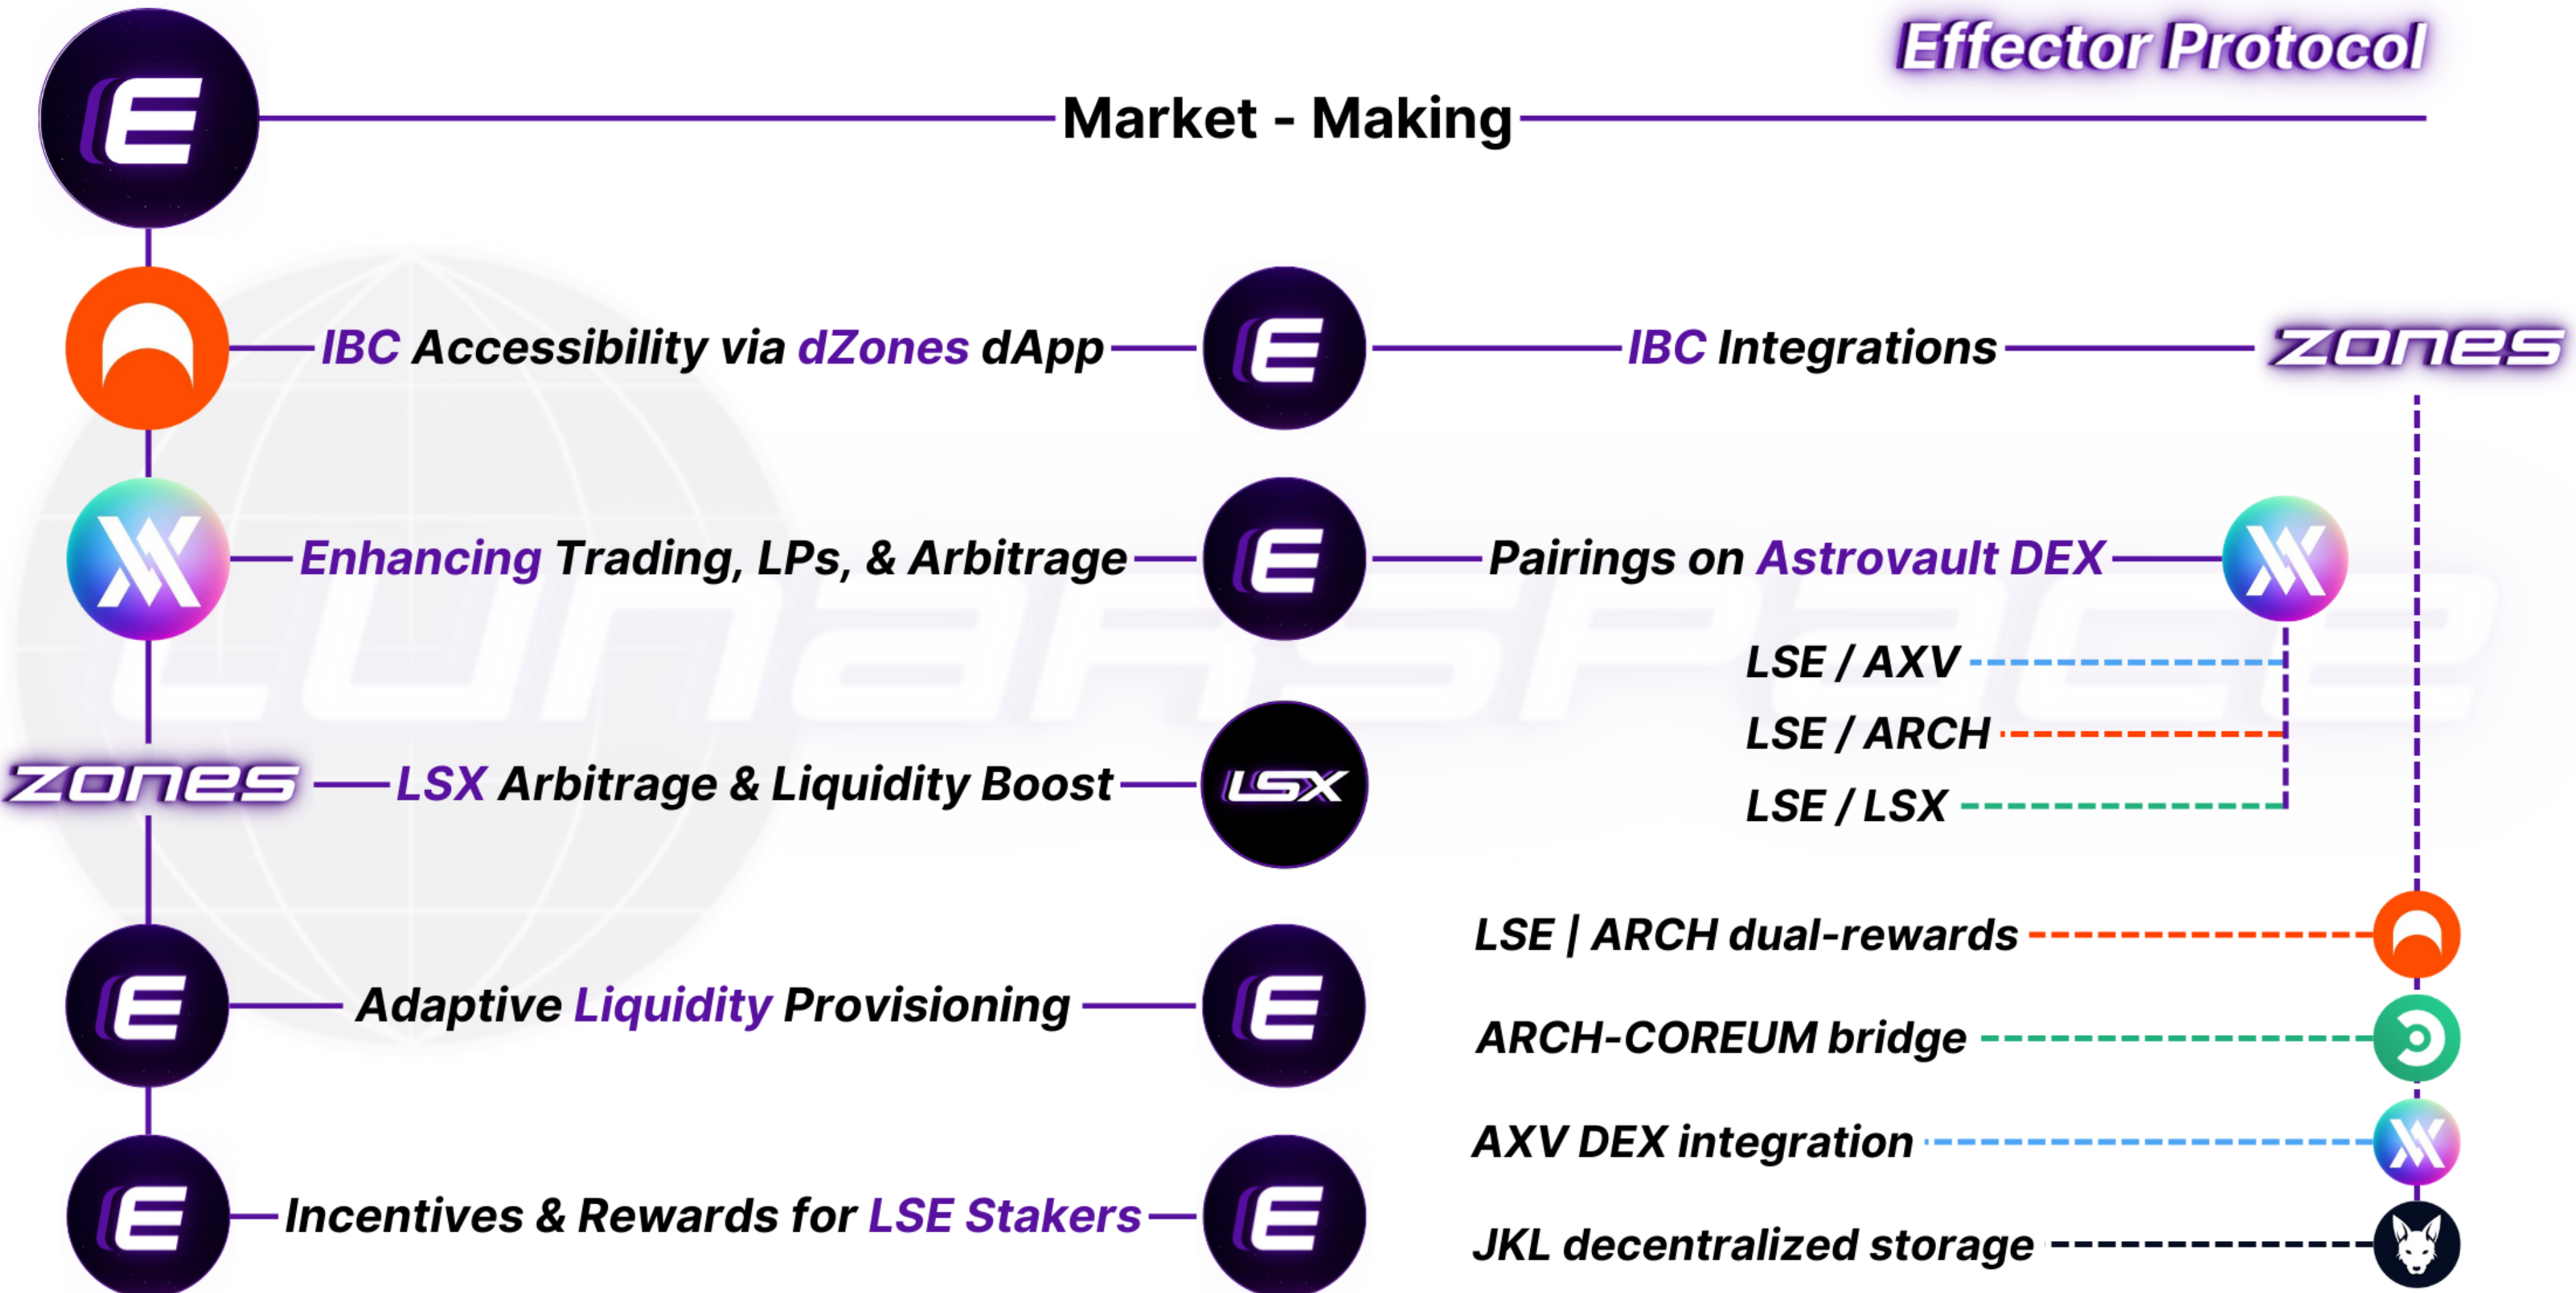 Effector Protocol
E
Market - Making
IBC Accessibility via dZones dApp
E
IBC Integrations
zones
Enhancing Trading, LPs, & Arbitrage
E
Pairings on Astrovault DEX
LUNARSPACE
LSE / AXV
LSE / ARCH
LSE / LSX
zones
LSX Arbitrage & Liquidity Boost
LSX
E
Adaptive Liquidity Provisioning
E
E
Incentives & Rewards for LSE Stakers
E
LSE | ARCH dual-rewards
ARCH-COREUM bridge
AXV DEX integration
JKL decentralized storage